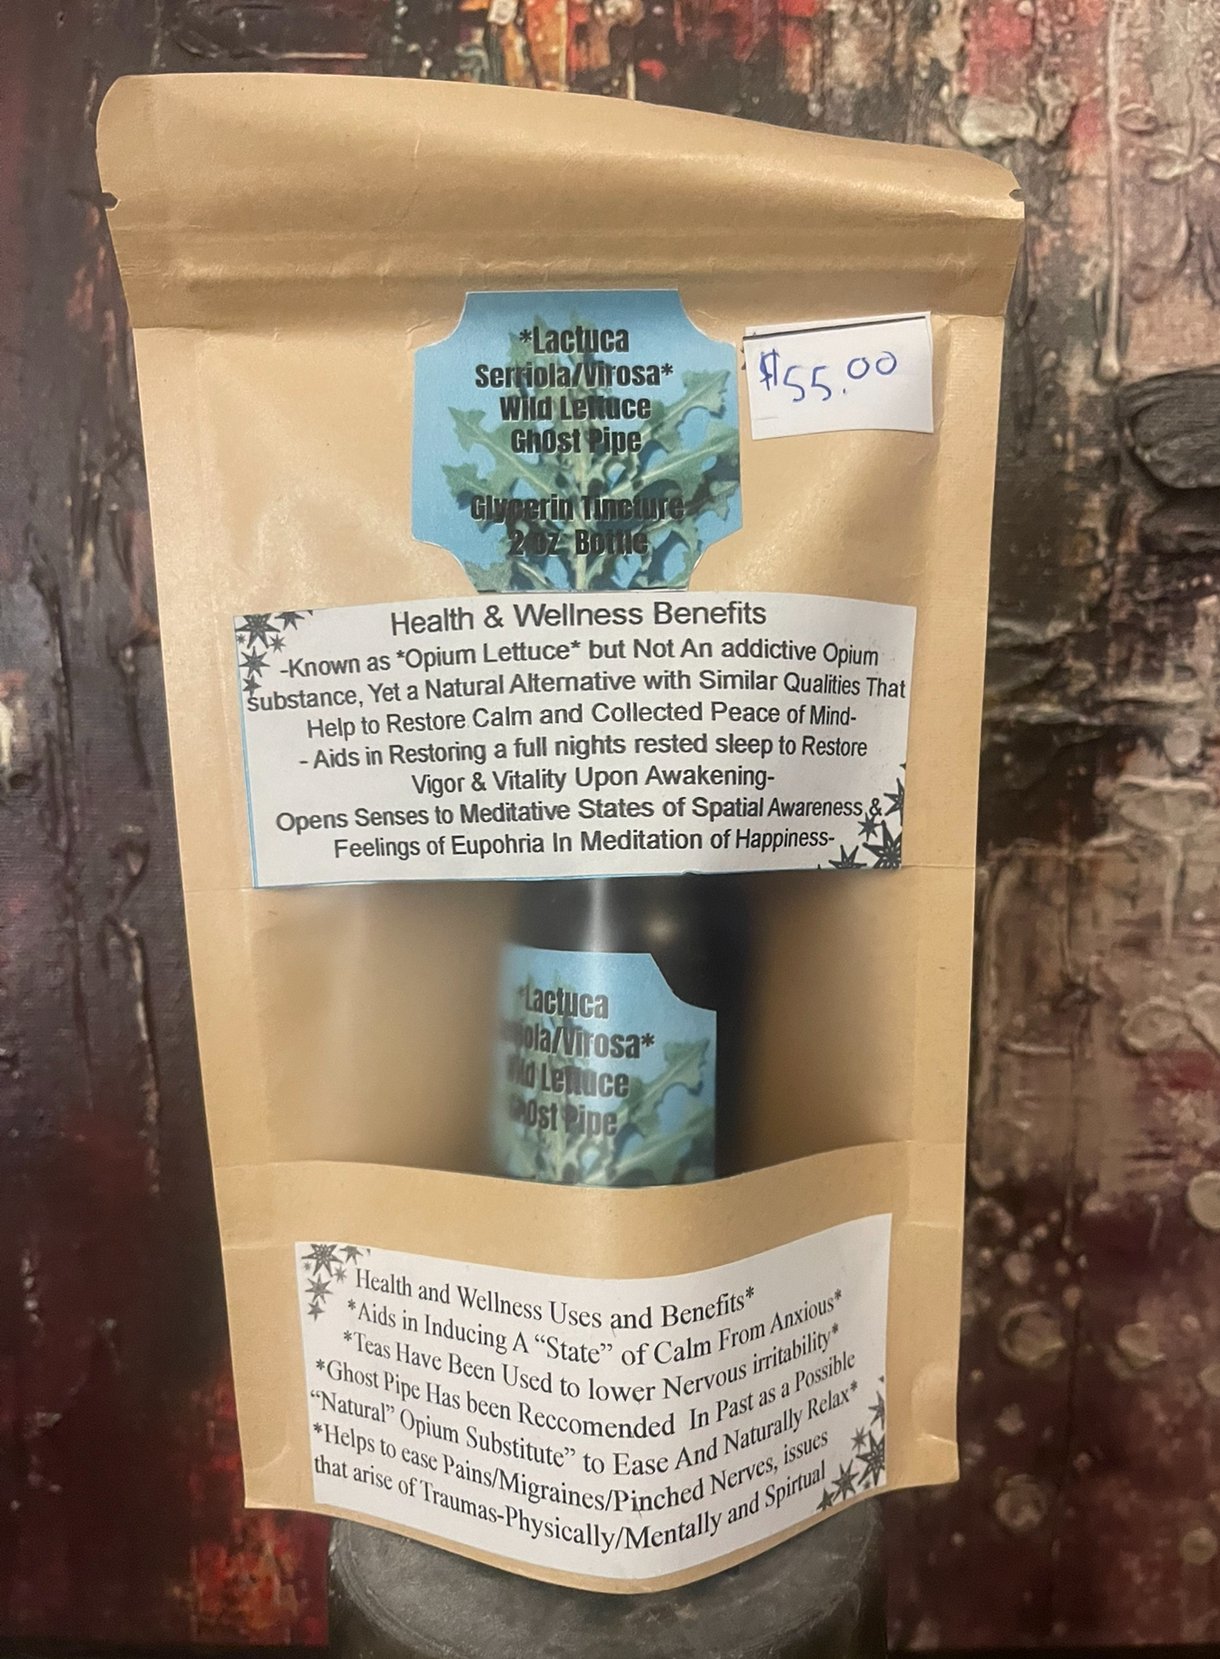 *Lactuca
Serriola/Virosa*
Wild Lettuce
Gh0st Pipe
Glycerin Tincture
2 oz Bottle
$55.00
Health & Wellness Benefits
-Known as *Opium Lettuce* but Not An addictive Opium
substance, Yet a Natural Alternative with Similar Qualities That
Help to Restore Calm and Collected Peace of Mind-
- Aids in Restoring a full nights rested sleep to Restore
Vigor & Vitality Upon Awakening-
Opens Senses to Meditative States of Spatial Awareness &
Feelings of Eupohria In Meditation of Happiness-
*Lactuca
ola/Virosa*
ld Lettuce
h0st Pipe
Health and Wellness Uses and Benefits*
*Aids in Inducing A “State” of Calm From Anxious*
*Teas Have Been Used to lower Nervous irritability*
*Ghost Pipe Has been Reccomended In Past as a Possible
“Natural” Opium Substitute” to Ease And Naturally Relax*
*Helps to ease Pains/Migraines/Pinched Nerves, issues
that arise of Traumas-Physically/Mentally and Spirtual